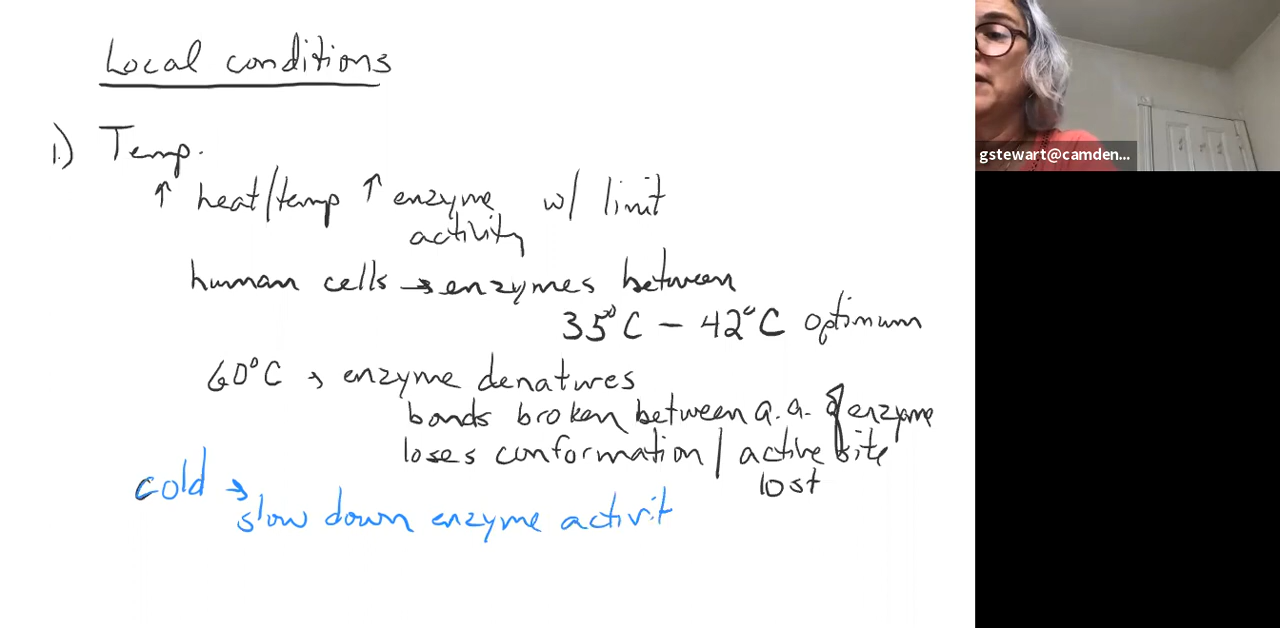 Local conditions
1.) Temp.
↑ heat/temp ↑ enzyme w/ limit
activity
human cells → enzymes between
35°C - 42°C optimum
60°C → enzyme denatures
bonds broken between a.a. of enzyme
loses conformation / active site
lost
cold →
slow down enzyme activit
gstewart@camden...